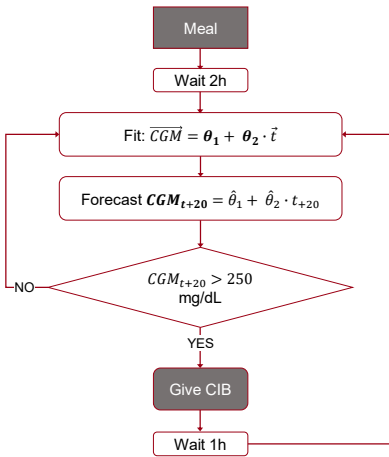 Meal
Wait 2h
Fit: $\overrightarrow{CGM} = \boldsymbol{\theta_1} + \boldsymbol{\theta_2} \cdot \vec{t}$
Forecast $\boldsymbol{CGM_{t+20}} = \hat{\theta}_1 + \hat{\theta}_2 \cdot t_{+20}$
$CGM_{t+20} > 250$
mg/dL
NO
YES
Give CIB
Wait 1h